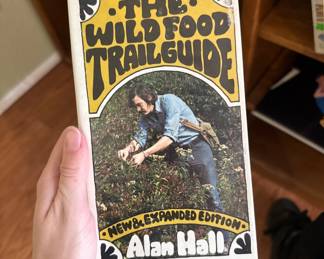 ·THE·
WILD FOOD
TRAILGUIDE
·NEW & EXPANDED EDITION·
Alan Hall